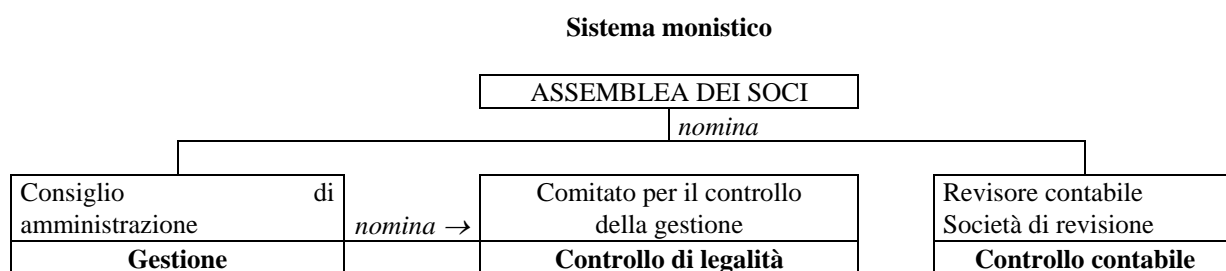 Sistema monistico
ASSEMBLEA DEI SOCI
nomina
Consiglio di
amministrazione
Gestione
nomina →
Comitato per il controllo
della gestione
Controllo di legalità
Revisore contabile
Società di revisione
Controllo contabile